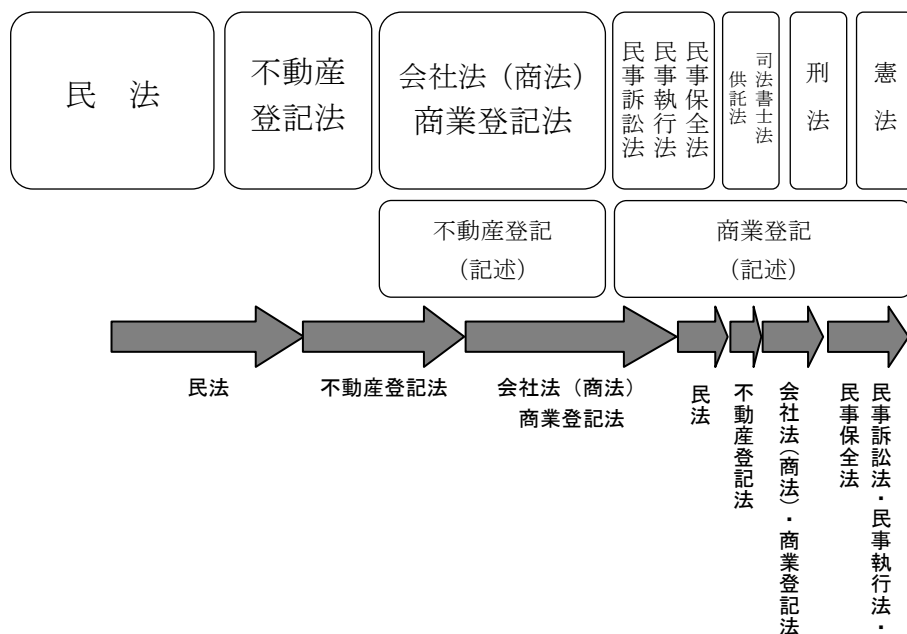 民　法
不動産
登記法
会社法（商法）
商業登記法
民事保全法
民事執行法
民事訴訟法
司法書士法
供託法
刑法
憲法
不動産登記
（記述）
商業登記
（記述）
民法
不動産登記法
会社法（商法）
商業登記法
民法
不動産登記法
会社法（商法）・商業登記法
民事訴訟法・民事執行法・
民事保全法